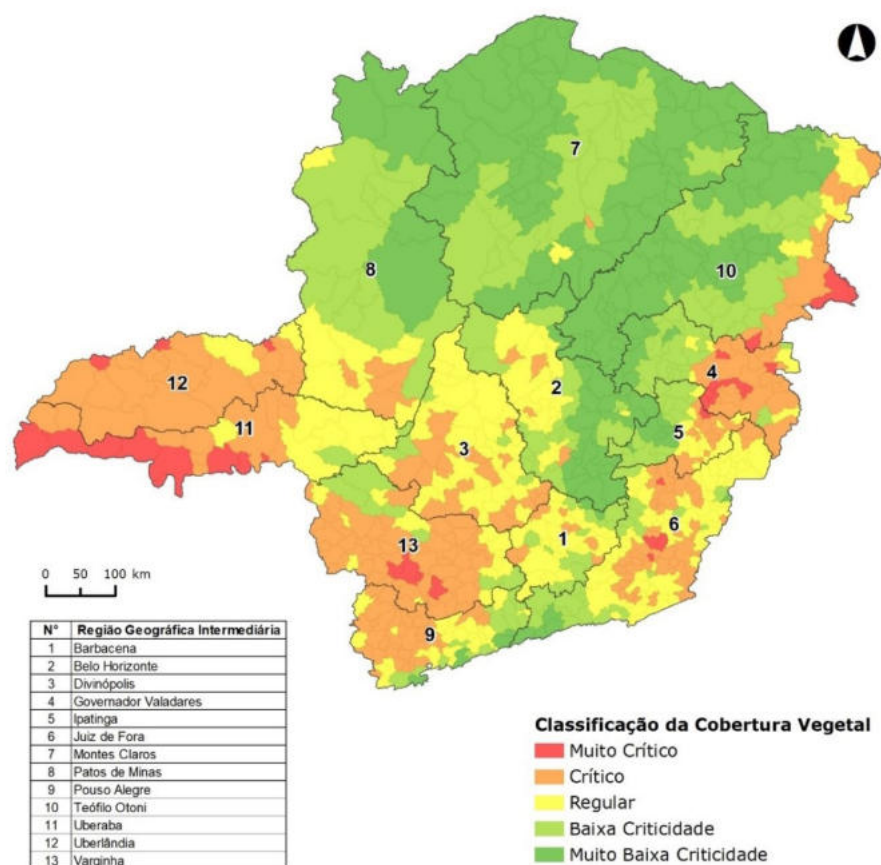 7
8
10
12
2
4
11
5
3
6
13
1
9
0 50 100 km
N° Região Geográfica Intermediária
1 Barbacena
2 Belo Horizonte
3 Divinópolis
4 Governador Valadares
5 Ipatinga
6 Juiz de Fora
7 Montes Claros
8 Patos de Minas
9 Pouso Alegre
10 Teófilo Otoni
11 Uberaba
12 Uberlândia
13 Varginha
Classificação da Cobertura Vegetal
Muito Crítico
Crítico
Regular
Baixa Criticidade
Muito Baixa Criticidade